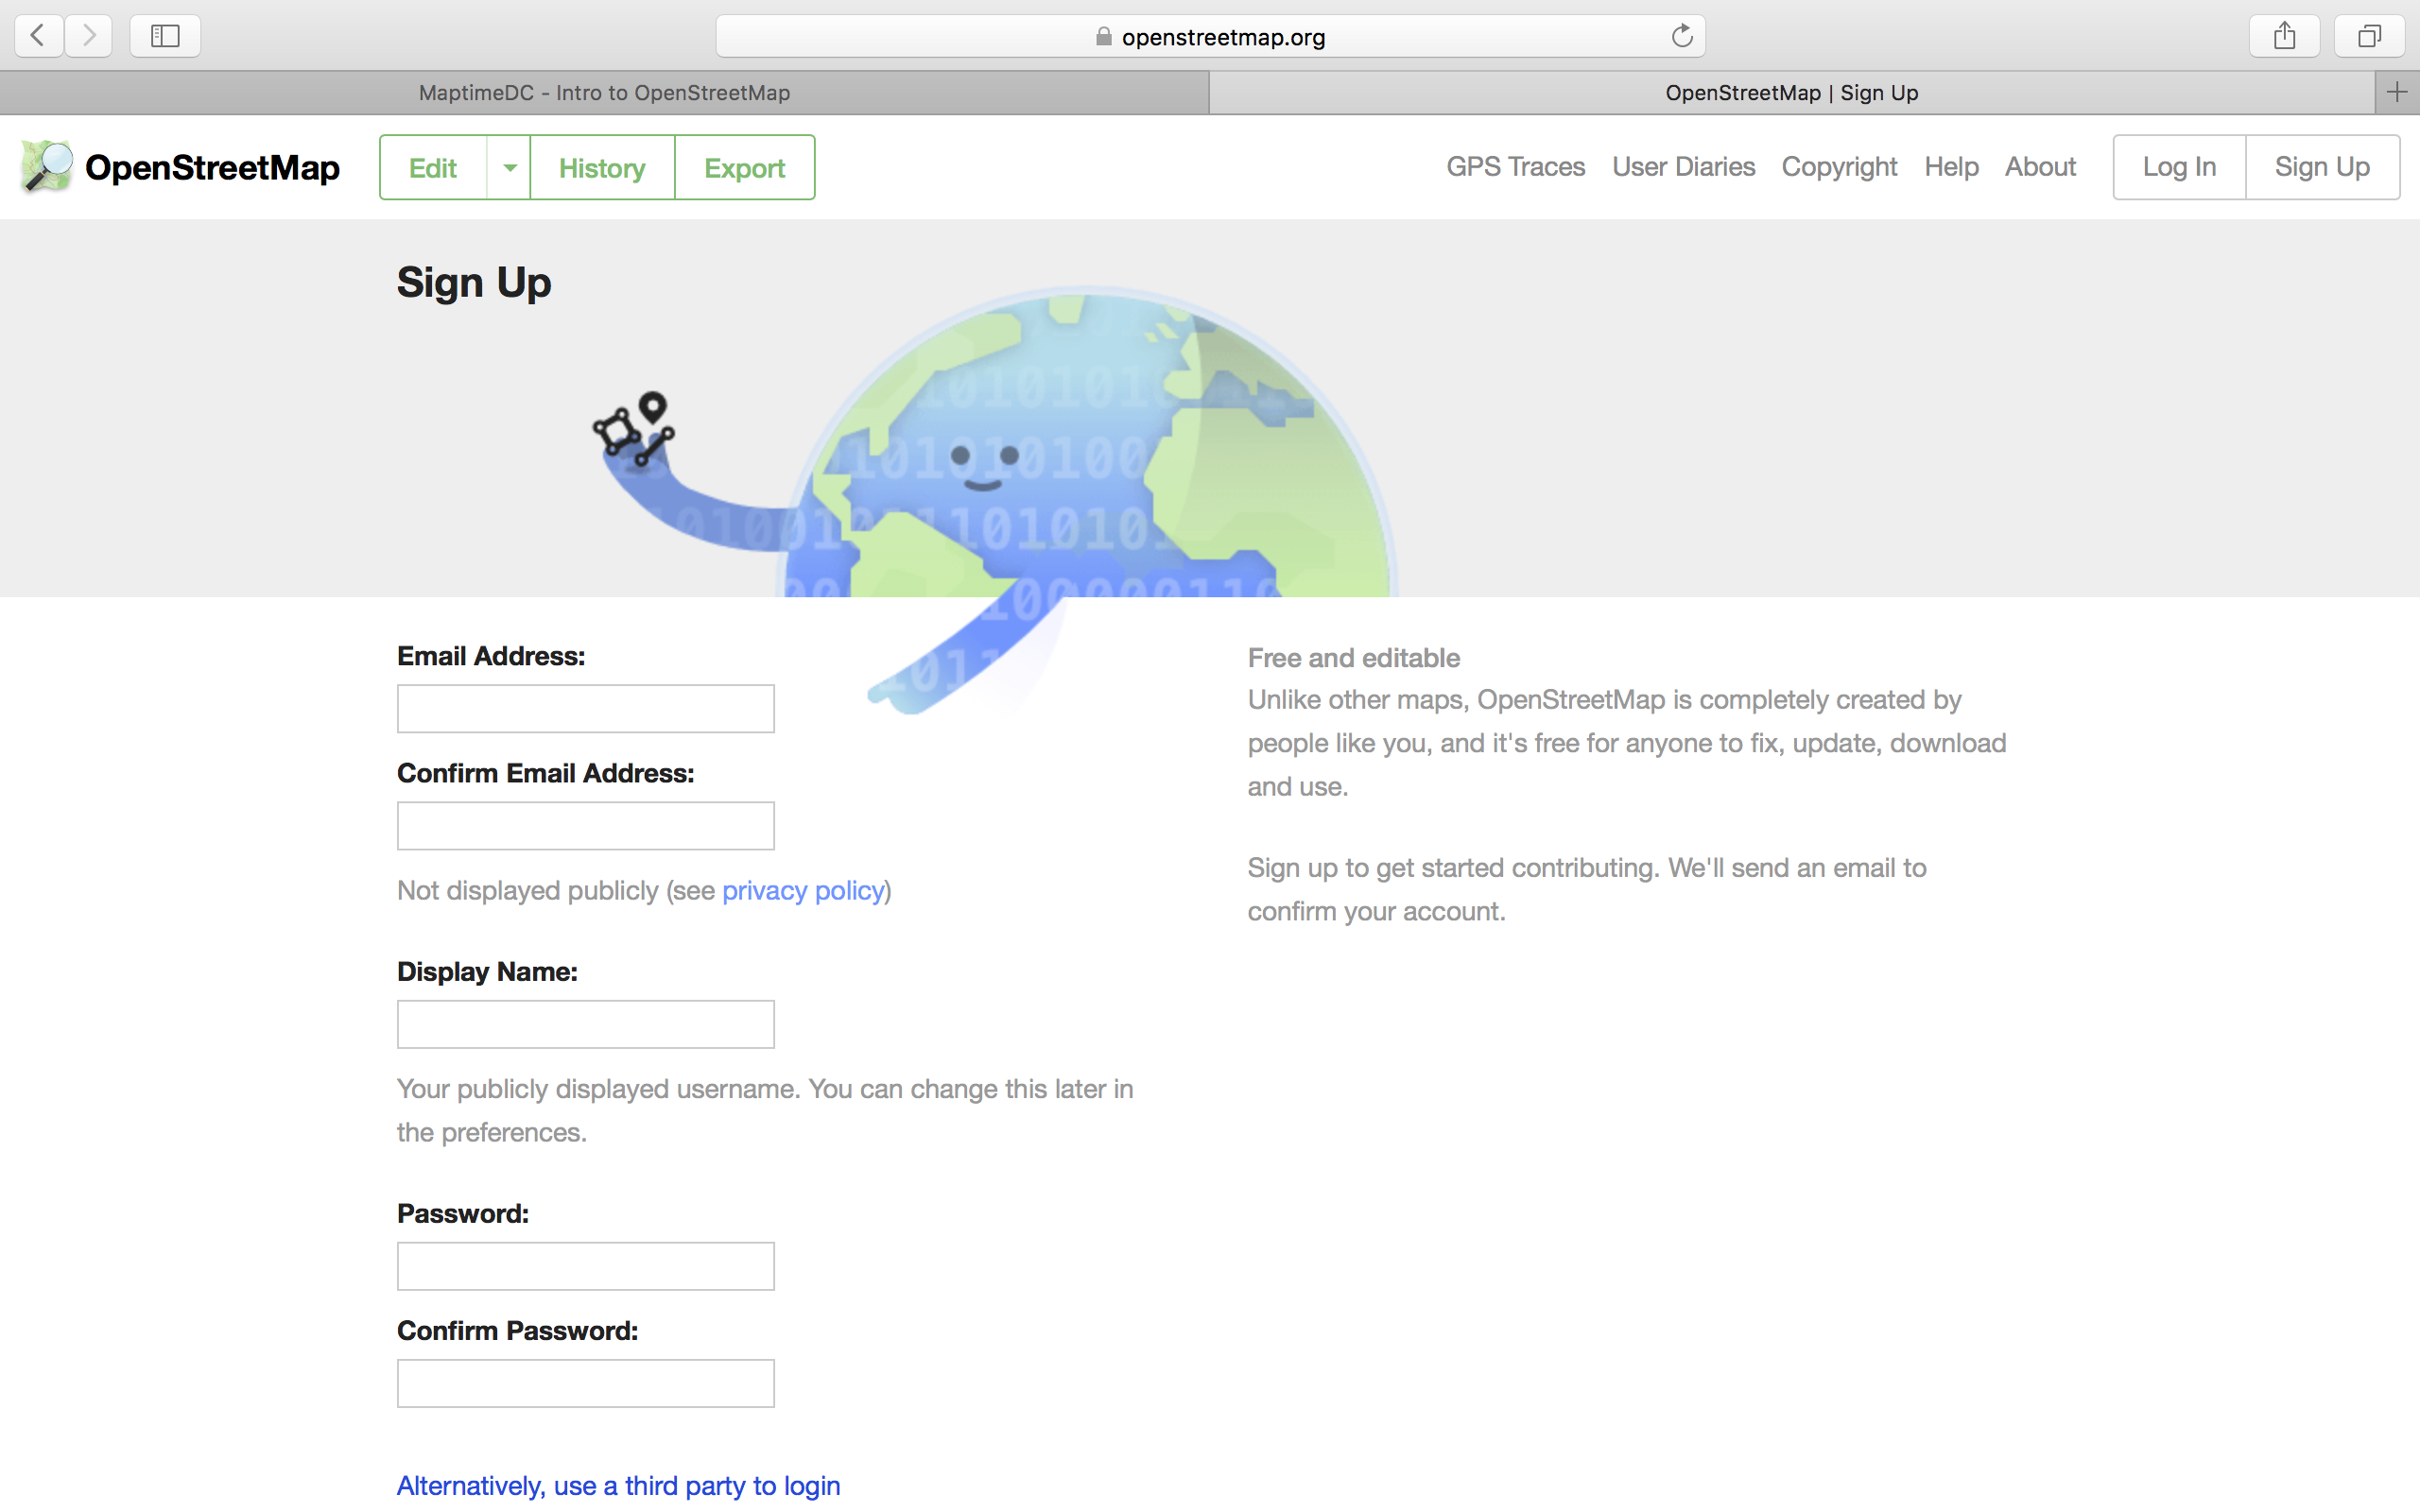 openstreetmap.org
MaptimeDC - Intro to OpenStreetMap
OpenStreetMap | Sign Up
OpenStreetMap
Edit
History
Export
GPS Traces
User Diaries
Copyright
Help
About
Log In
Sign Up
Sign Up
Email Address:
Confirm Email Address:
Not displayed publicly (see privacy policy)
Display Name:
Your publicly displayed username. You can change this later in
the preferences.
Password:
Confirm Password:
Alternatively, use a third party to login
Free and editable
Unlike other maps, OpenStreetMap is completely created by
people like you, and it's free for anyone to fix, update, download
and use.
Sign up to get started contributing. We'll send an email to
confirm your account.